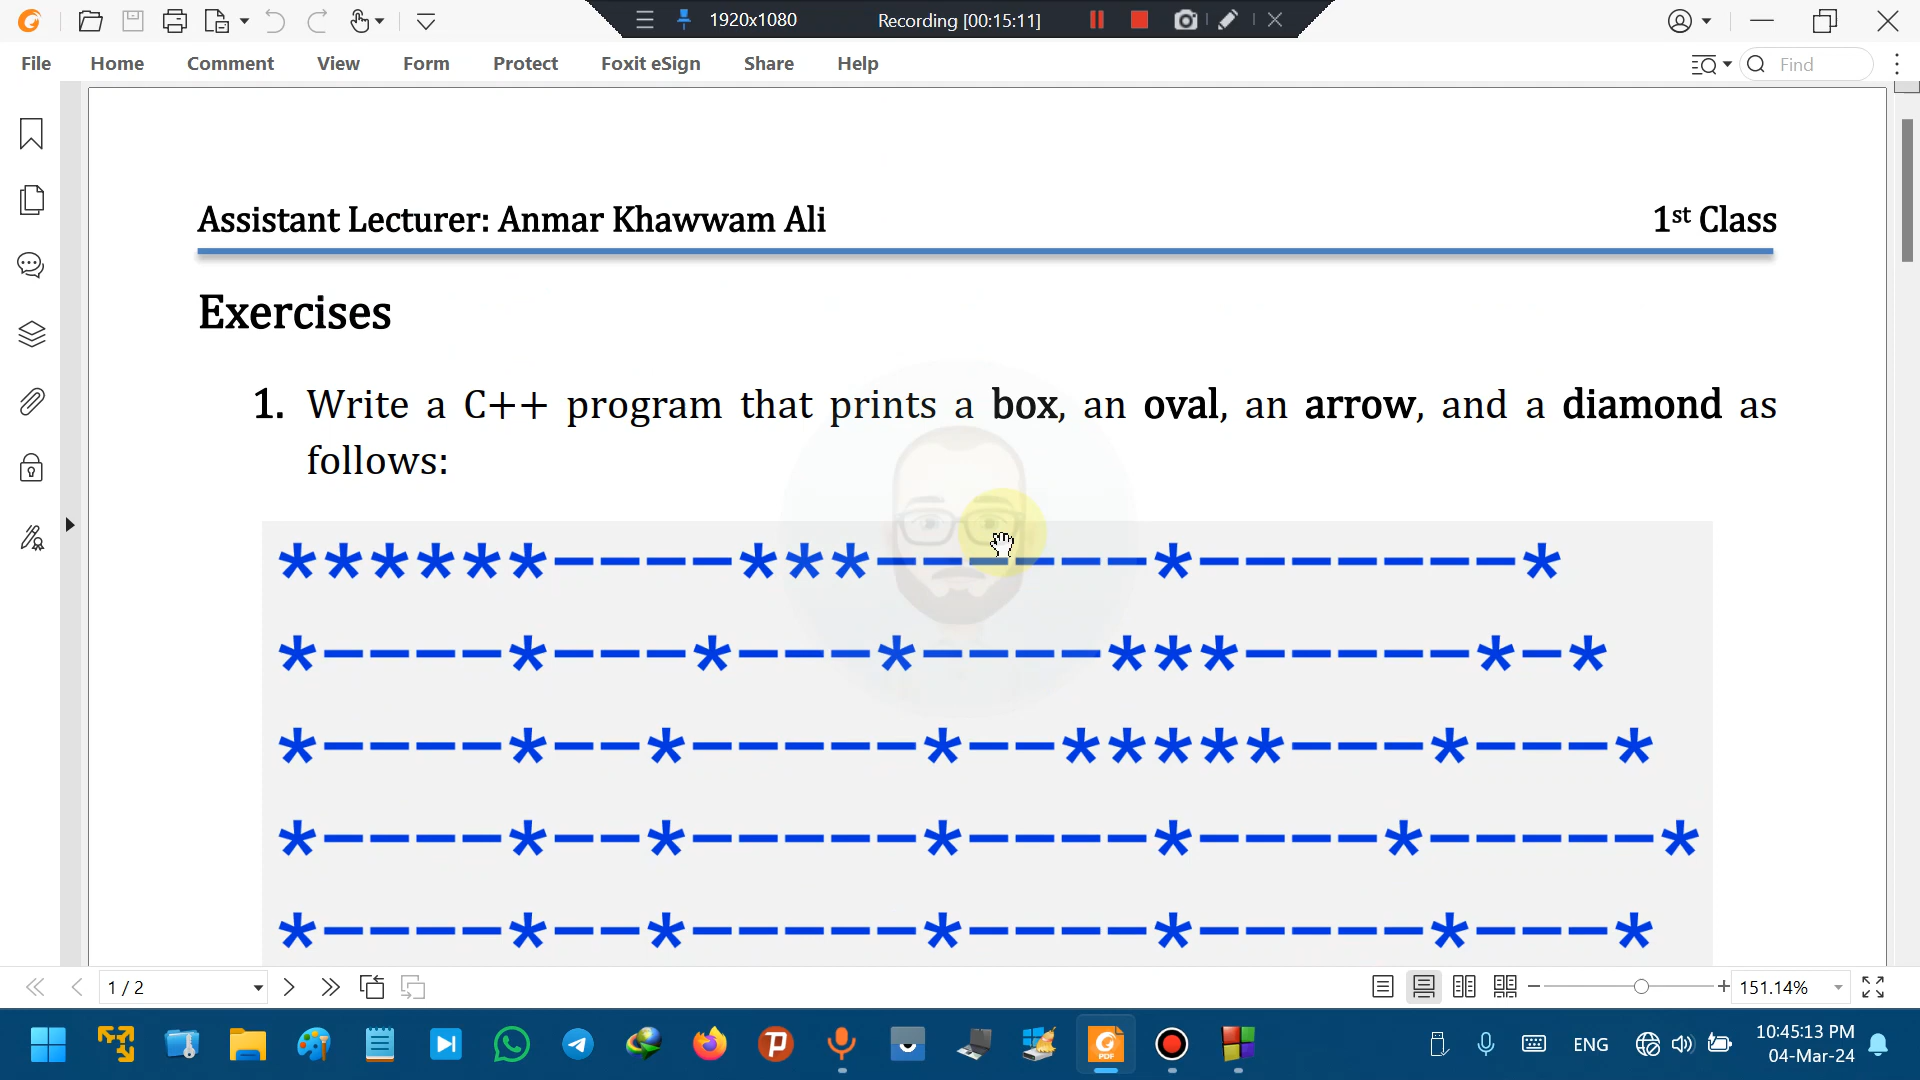 1920x1080
Recording [00:15:11]
File Home Comment View Form Protect Foxit eSign Share Help
Find
Assistant Lecturer: Anmar Khawwam Ali 1st Class
Exercises
1. Write a C++ program that prints a box, an oval, an arrow, and a diamond as
follows:
******----***------*-------*
*----*---*---*----***-----*-*
*----*--*-----*--*****---*---*
*----*--*-----*----*----*-----*
*----*--*-----*----*-----*---*
1 / 2
151.14%
ENG
10:45:13 PM
04-Mar-24